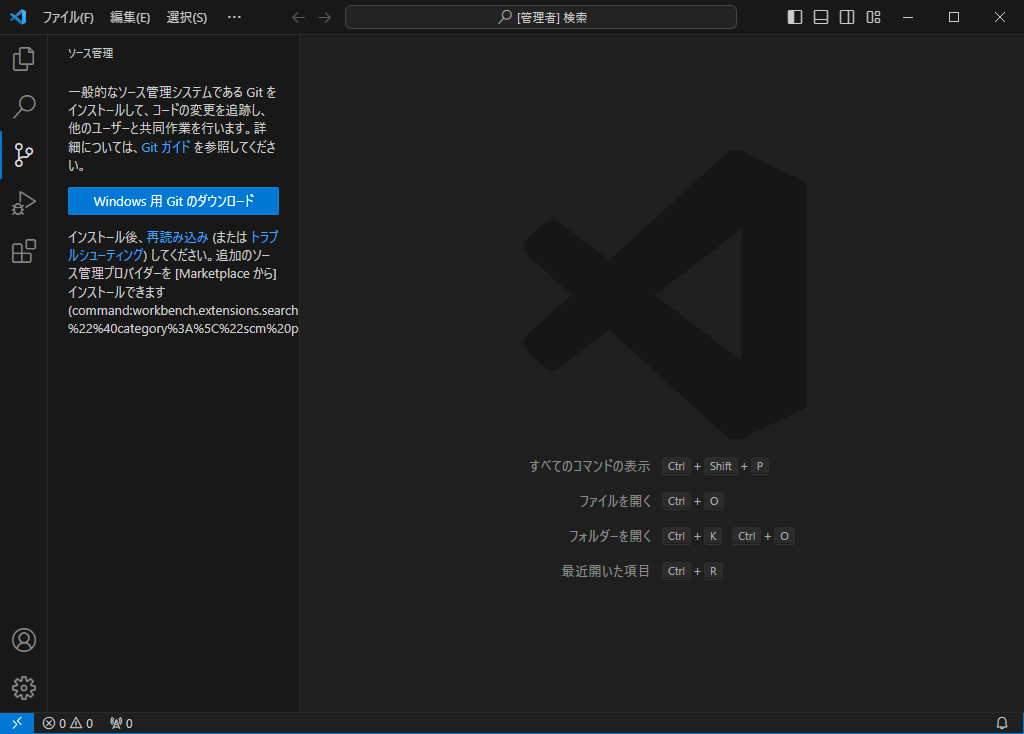 ファイル(F) 編集(E) 選択(S) … [管理者] 検索
ソース管理
一般的なソース管理システムである Git を
インストールして、コードの変更を追跡し、
他のユーザーと共同作業を行います。詳
細については、Git ガイド を参照してくださ
い。
Windows 用 Git のダウンロード
インストール後、再読み込み (または トラブ
ルシューティング) してください。追加のソー
ス管理プロバイダーを [Marketplace から]
インストールできます
(command:workbench.extensions.search
%22%40category%3A%5C%22scm%20p
すべてのコマンドの表示 Ctrl + Shift + P
ファイルを開く Ctrl + O
フォルダーを開く Ctrl + K Ctrl + O
最近開いた項目 Ctrl + R
0 0 0